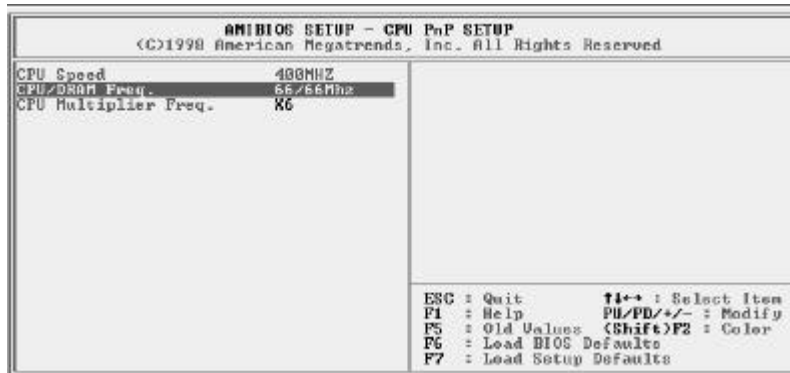 AMIBIOS SETUP - CPU PnP SETUP
(C)1998 American Megatrends, Inc. All Rights Reserved
CPU Speed 400MHZ
CPU/DRAM Freq. 66/66Mhz
CPU Multiplier Freq. X6
ESC : Quit ↑↓←→ : Select Item
F1 : Help PU/PD/+/- : Modify
F5 : Old Values (Shift)F2 : Color
F6 : Load BIOS Defaults
F7 : Load Setup Defaults